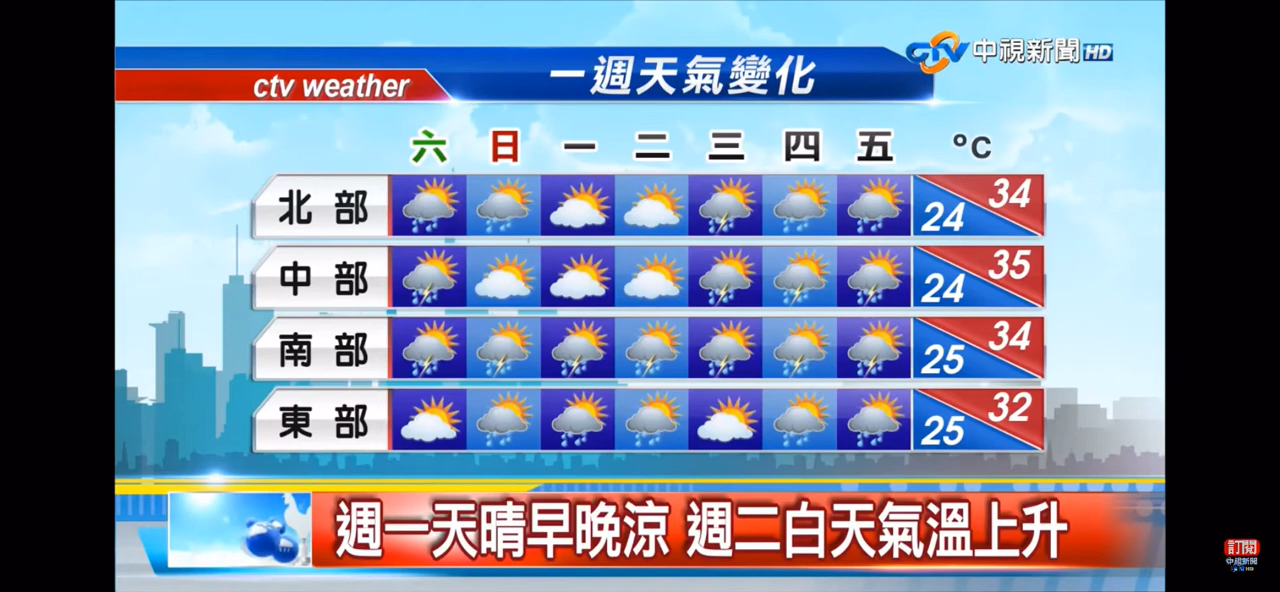 CTV 中視新聞 HD
一週天氣變化
ctv weather
六 日 一 二 三 四 五 °C
北部 24 34
中部 24 35
南部 25 34
東部 25 32
週一天晴早晚涼 週二白天氣溫上升
訂閱
中視新聞